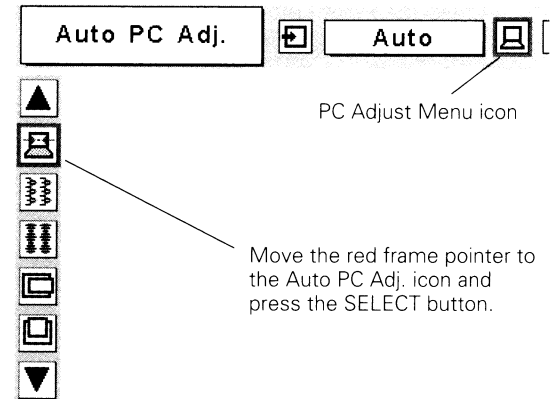 Auto PC Adj.
Auto
PC Adjust Menu icon
Move the red frame pointer to
the Auto PC Adj. icon and
press the SELECT button.